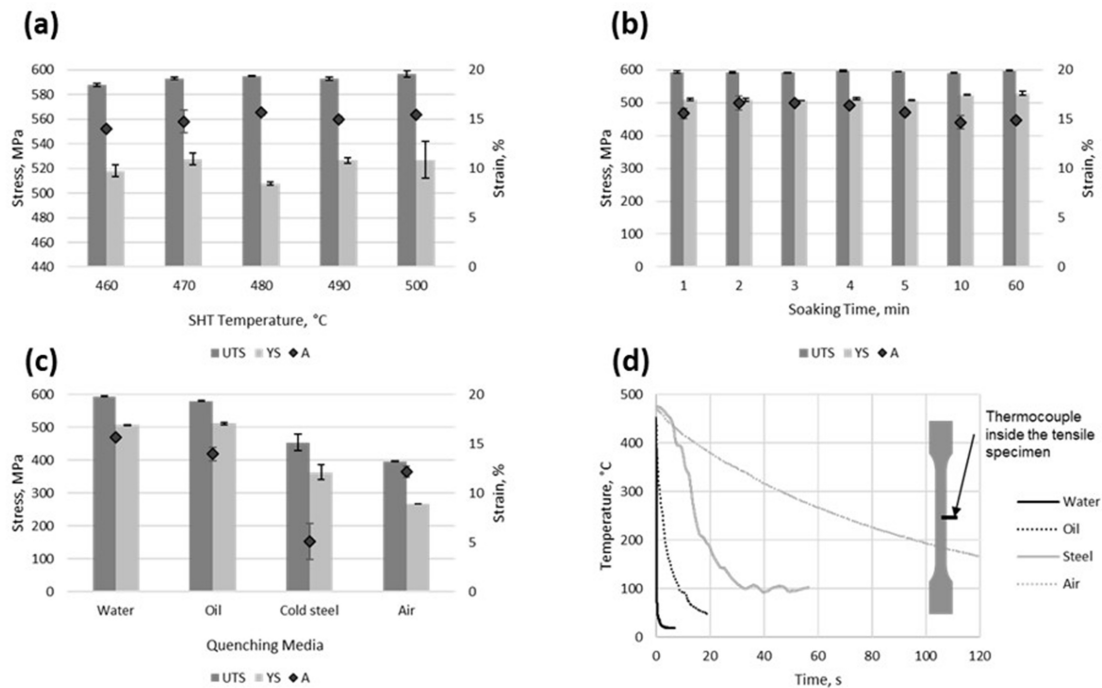 (a)
600
580
560
540
520
500
480
460
440
Stress, MPa
20
15
10
5
0
Strain, %
460 470 480 490 500
SHT Temperature, °C
UTS YS A
(b)
600
500
400
300
200
100
0
Stress, MPa
20
15
10
5
0
Strain, %
1 2 3 4 5 10 60
Soaking Time, min
UTS YS A
(c)
600
500
400
300
200
100
0
Stress, MPa
20
15
10
5
0
Strain, %
Water Oil Cold steel Air
Quenching Media
UTS YS A
(d)
500
400
300
200
100
0
Temperature, °C
0 20 40 60 80 100 120
Time, s
Thermocouple
inside the tensile
specimen
Water
Oil
Steel
Air